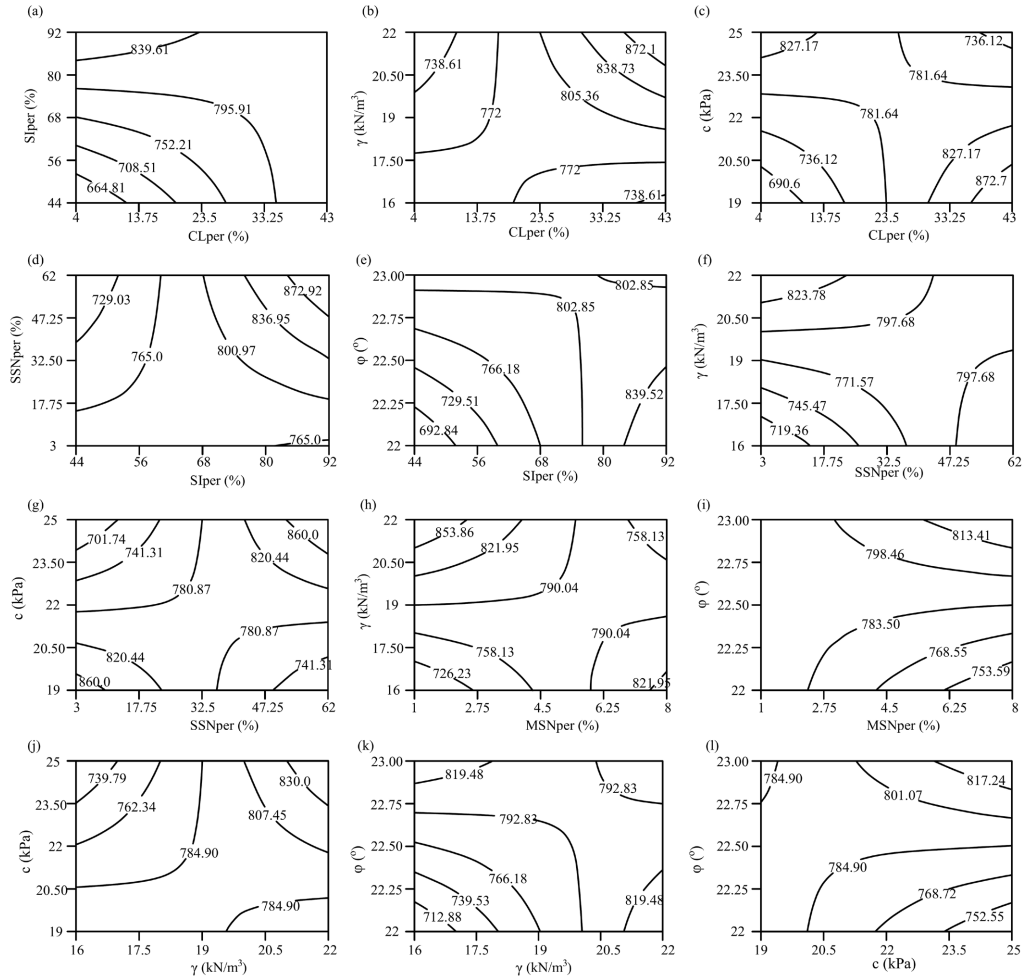 (a)
(b)
(c)
92
80
68
56
44
SIper (%)
839.61
795.91
752.21
708.51
664.81
4 13.75 23.5 33.25 43
CLper (%)
22
20.50
19
17.50
16
γ (kN/m³)
738.61
772
872.1
838.73
805.36
772
738.61
4 13.75 23.5 33.25 43
CLper (%)
25
23.50
22
20.50
19
c (kPa)
827.17
736.12
781.64
781.64
736.12
827.17
690.6
872.7
4 13.75 23.5 33.25 43
CLper (%)
(d)
(e)
(f)
62
47.25
32.50
17.75
3
SSNper (%)
729.03
872.92
836.95
765.0
800.97
765.0
44 56 68 80 92
SIper (%)
23.00
22.75
22.50
22.25
22
φ (°)
802.85
802.85
766.18
729.51
839.52
692.84
44 56 68 80 92
SIper (%)
22
20.50
19
17.50
16
γ (kN/m³)
823.78
797.68
771.57
797.68
745.47
719.36
3 17.75 32.5 47.25 62
SSNper (%)
(g)
(h)
(i)
25
23.50
22
20.50
19
c (kPa)
701.74
741.31
860.0
820.44
780.87
780.87
820.44
741.31
860.0
3 17.75 32.5 47.25 62
SSNper (%)
22
20.50
19
17.50
16
γ (kN/m³)
853.86
821.95
758.13
790.04
790.04
758.13
726.23
821.95
1 2.75 4.5 6.25 8
MSNper (%)
23.00
22.75
22.50
22.25
22
φ (°)
813.41
798.46
783.50
768.55
753.59
1 2.75 4.5 6.25 8
MSNper (%)
(j)
(k)
(l)
25
23.50
22
20.50
19
c (kPa)
739.79
762.34
830.0
807.45
784.90
784.90
16 17.5 19 20.5 22
γ (kN/m³)
23.00
22.75
22.50
22.25
22
φ (°)
819.48
792.83
792.83
766.18
739.53
819.48
712.88
16 17.5 19 20.5 22
γ (kN/m³)
23.00
22.75
22.50
22.25
22
φ (°)
784.90
817.24
801.07
784.90
768.72
752.55
19 20.5 22 23.5 25
c (kPa)